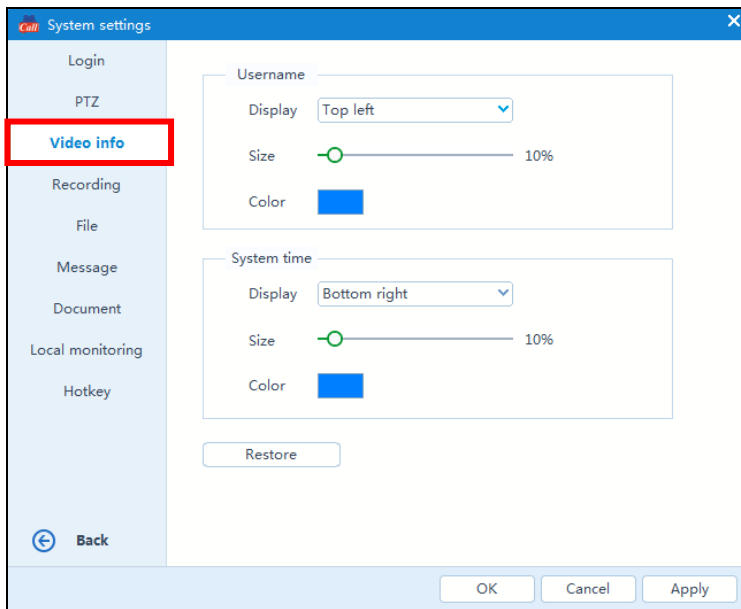 Call System settings
Login
PTZ
Video info
Recording
File
Message
Document
Local monitoring
Hotkey
Back
Username
Display Top left
Size 10%
Color
System time
Display Bottom right
Size 10%
Color
Restore
OK Cancel Apply